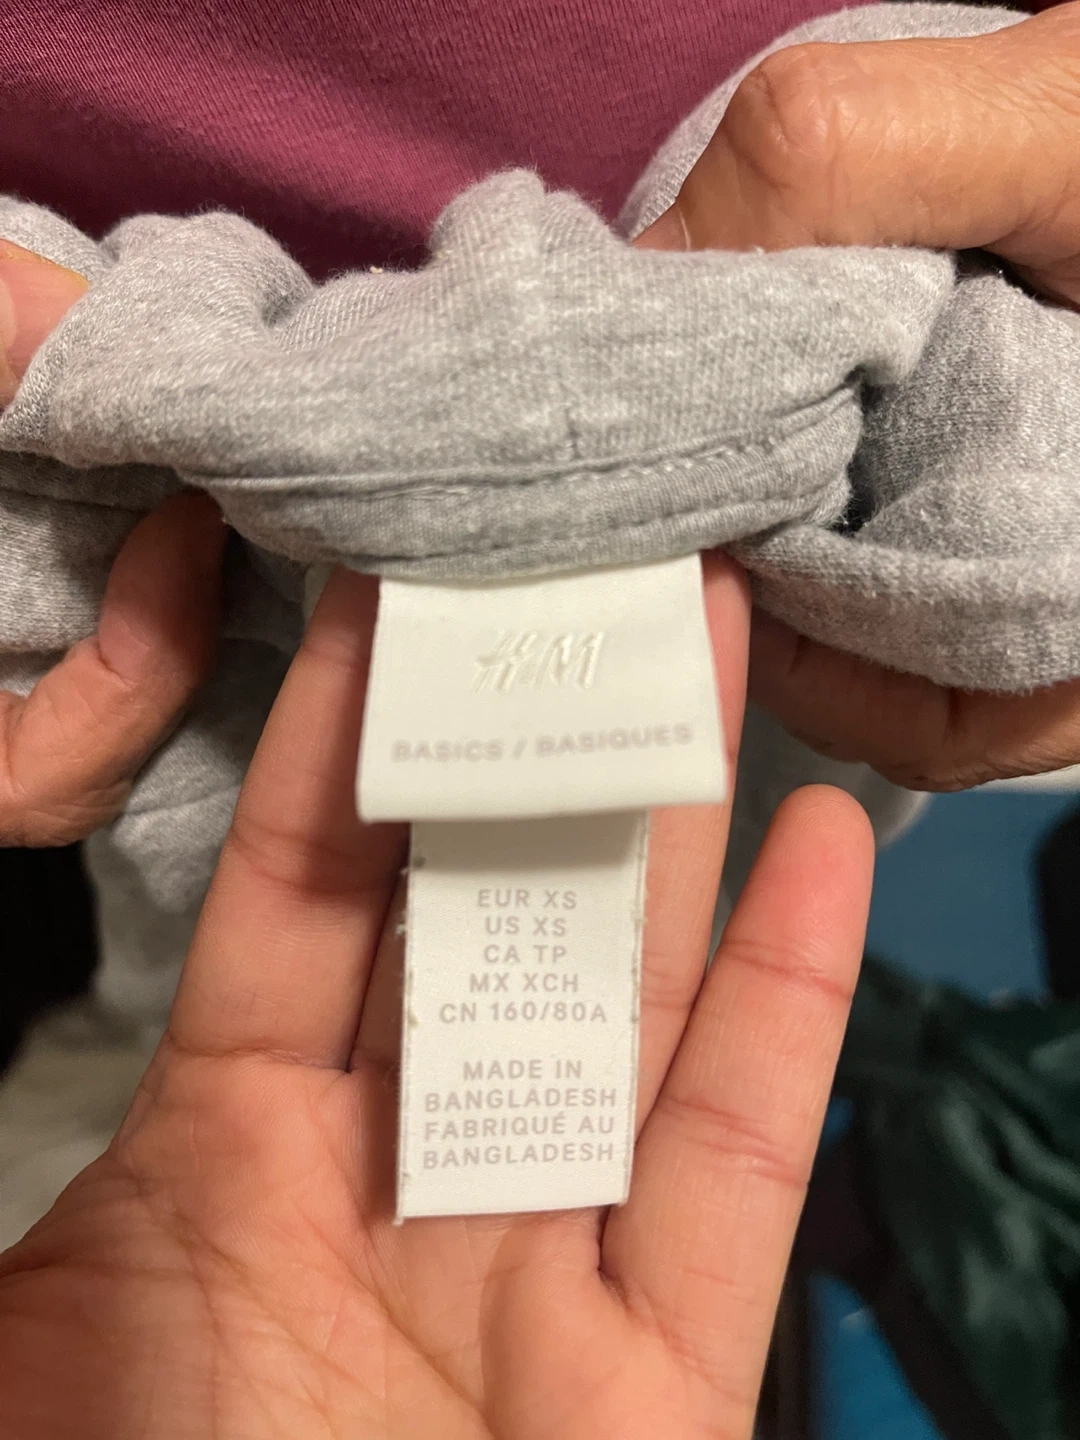 H&M
BASICS / BASIQUES
EUR XS
US XS
CA TP
MX XCH
CN 160/80A
MADE IN
BANGLADESH
FABRIQUÉ AU
BANGLADESH